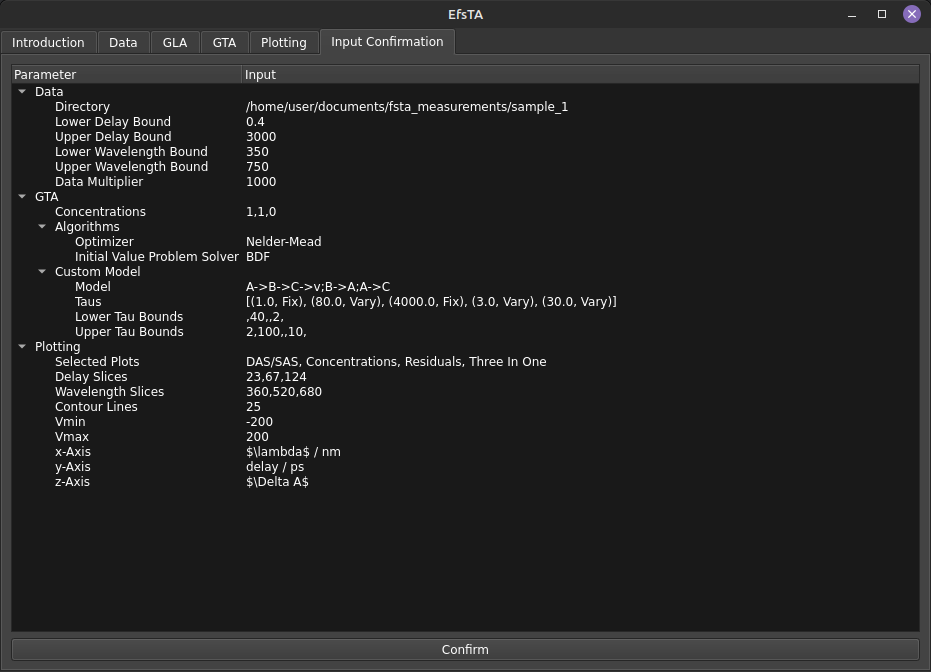 EfsTA
Introduction Data GLA GTA Plotting Input Confirmation
Parameter Input
Data
Directory /home/user/documents/fsta_measurements/sample_1
Lower Delay Bound 0.4
Upper Delay Bound 3000
Lower Wavelength Bound 350
Upper Wavelength Bound 750
Data Multiplier 1000
GTA
Concentrations 1,1,0
Algorithms
Optimizer Nelder-Mead
Initial Value Problem Solver BDF
Custom Model
Model A->B->C->v;B->A;A->C
Taus [(1.0, Fix), (80.0, Vary), (4000.0, Fix), (3.0, Vary), (30.0, Vary)]
Lower Tau Bounds ,40,,2,
Upper Tau Bounds 2,100,,10,
Plotting
Selected Plots DAS/SAS, Concentrations, Residuals, Three In One
Delay Slices 23,67,124
Wavelength Slices 360,520,680
Contour Lines 25
Vmin -200
Vmax 200
x-Axis $\lambda$ / nm
y-Axis delay / ps
z-Axis $\Delta A$
Confirm